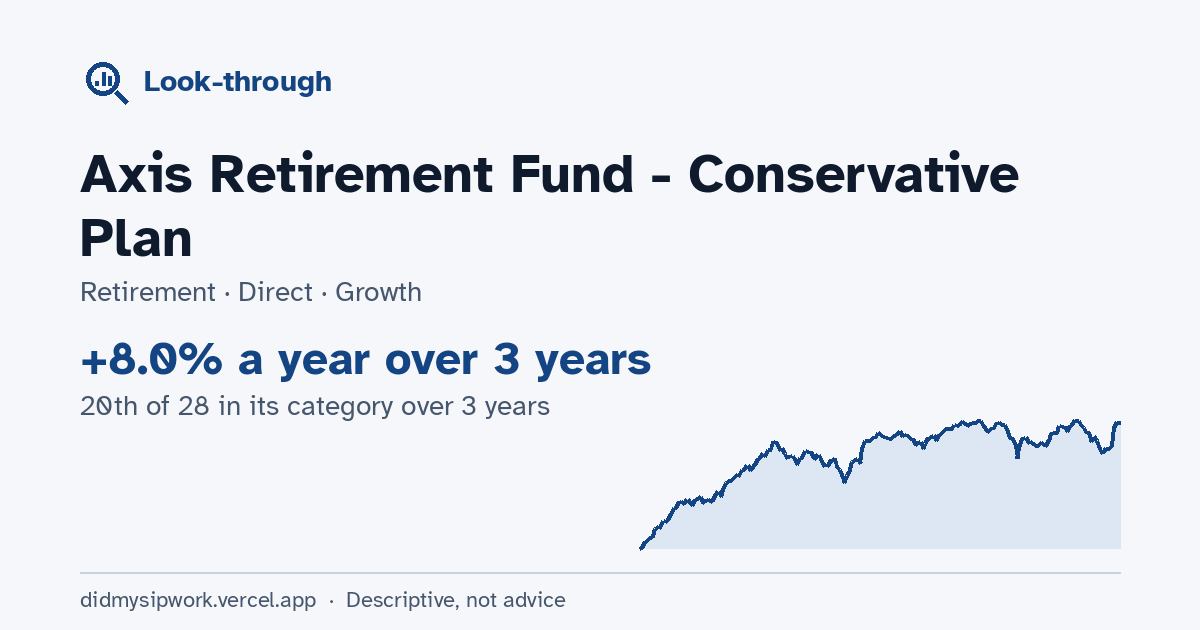 Look-through
Axis Retirement Fund - Conservative
Plan
Retirement · Direct · Growth
+8.0% a year over 3 years
20th of 28 in its category over 3 years
didmysipwork.vercel.app · Descriptive, not advice